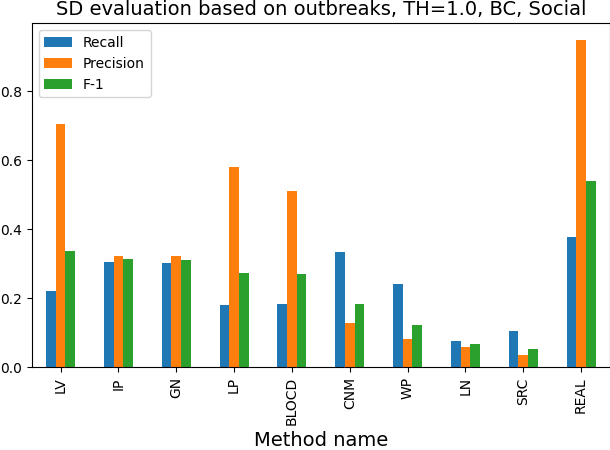 SD evaluation based on outbreaks, TH=1.0, BC, Social
Recall
Precision
F-1
0.8
0.6
0.4
0.2
0.0
LV
IP
GN
LP
BLOCD
CNM
WP
LN
SRC
REAL
Method name